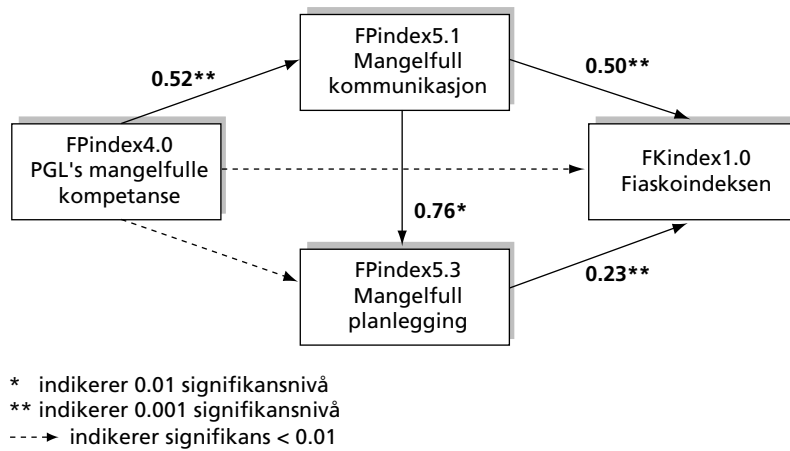 FPindex5.1
Mangelfull
kommunikasjon
0.52**
0.50**
FPindex4.0
PGL's mangelfulle
kompetanse
FKindex1.0
Fiaskoindeksen
0.76*
FPindex5.3
Mangelfull
planlegging
0.23**
* indikerer 0.01 signifikansnivå
** indikerer 0.001 signifikansnivå
indikerer signifikans < 0.01